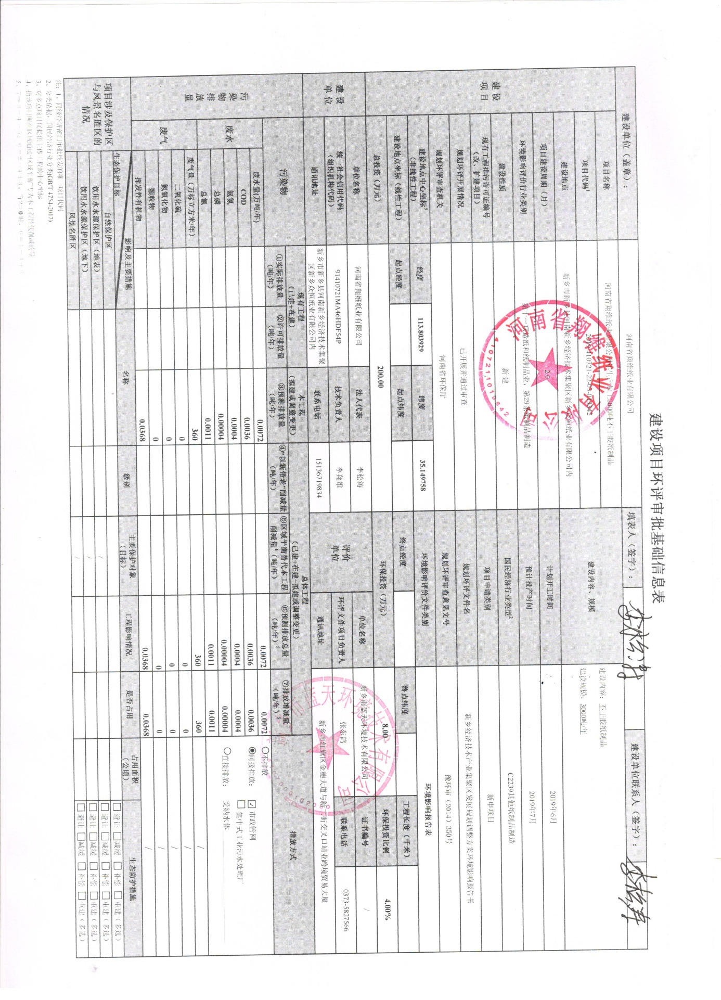 建设项目环评审批基础信息表
建设单位（盖章）： 河南省翔维纸业有限公司 填表人（签字）： 李松涛 建设单位联系人（签字）： 李松涛
建设项目
项目名称 河南省翔维纸业有限公司年产 3000吨不干胶纸制品
项目代码1 410721-22-03-
建设内容、规模 建设内容：不干胶纸制品
建设规模：3000吨/年
建设地点 新乡市新乡县河南新乡经济技术集聚区新乡众恒纸业有限公司内
项目建设周期（月） 2.0 计划开工时间 2019年6月
环境影响评价行业类别 第十一项造纸和纸制品业，第29条纸制品制造 预计投产时间 2019年7月
建设性质 新建 国民经济行业类型2 C2239其他纸制品制造
现有工程排污许可证编号
（改、扩建项目）
项目申请类别 新申项目
规划环评开展情况 已开展并通过审查 规划环评文件名 新乡经济技术产业集聚区发展规划调整方案环境影响报告书
规划环评审查机关 河南省环保厅 规划环评审查意见文号 豫环审（2014）350号
建设地点中心坐标3
（非线性工程）
经度 113.803929 纬度 35.149758 环境影响评价文件类别 环境影响报告表
建设地点坐标（线性工程） 起点经度 起点纬度 终点经度 终点纬度 工程长度（千米）
总投资（万元） 200.00 环保投资（万元） 8.00 环保投资比例 4.00%
建设单位
单位名称 河南省翔维纸业有限公司 法人代表 李松涛
评价单位
单位名称 新乡市蓝天环境技术有限公司 证书编号 /
统一社会信用代码
（组织机构代码）
91410721MA46HDF54P 技术负责人 李翔维 环评文件项目负责人 张东鸽 联系电话 0373-5827566
通讯地址 新乡市新乡县河南新乡经济技术集聚
区新乡众恒纸业有限公司内
联系电话 15136719834 通讯地址 新乡市红旗区金穗大道与新一街交叉口靖业跨境贸易大厦
污染物排放量
污染物
现有工程
（已建+在建）
本工程
（拟建或调整变更）
总体工程
（已建+在建+拟建或调整变更）
排放方式
①实际排放量
（吨/年）
②许可排放量
（吨/年）
③预测排放量
（吨/年）
④“以新带老”削减量
（吨/年）
⑤区域平衡替代本工程
削减量4（吨/年）
⑥预测排放总量
（吨/年）5
⑦排放增减量
（吨/年）5
废水
废水量(万吨/年) 0.0072 0.0072 0.0072
COD 0.0036 0.0036 0.0036
氨氮 0.0004 0.0004 0.0004
总磷 0.00004 0.00004 0.00004
总氮 0.0011 0.0011 0.0011
○不排放
◉间接排放： ☑市政管网
□集中式工业污水处理厂
○直接排放： 受纳水体
废气
废气量（万标立方米/年） 360 360 360 /
二氧化硫 0 0 0 /
氮氧化物 0 0 0 /
颗粒物 0 0 0 /
挥发性有机物 0.0368 0.0368 0.0368 /
项目涉及保护区
与风景名胜区的
情况
影响及主要措施
生态保护目标
名称 级别 主要保护对象
（目标）
工程影响情况 是否占用 占用面积
（公顷）
生态防护措施
自然保护区 □避让 □减缓 □补偿 □重建（多选）
饮用水水源保护区（地表） / □避让 □减缓 □补偿 □重建（多选）
饮用水水源保护区（地下） / □避让 □减缓 □补偿 □重建（多选）
风景名胜区 / □避让 □减缓 □补偿 □重建（多选）
注：1、同级经济部门审批核发的唯一项目代码
2、分类依据：国民经济行业分类(GB/T 4754-2017)
3、对多点项目仅提供主体工程的中心坐标
4、指该项目所在区域通过“区域平衡”专为本工程替代削减的量
5、
河南省翔维纸业有限公司
4107211019842
市蓝天环境技术有限公司